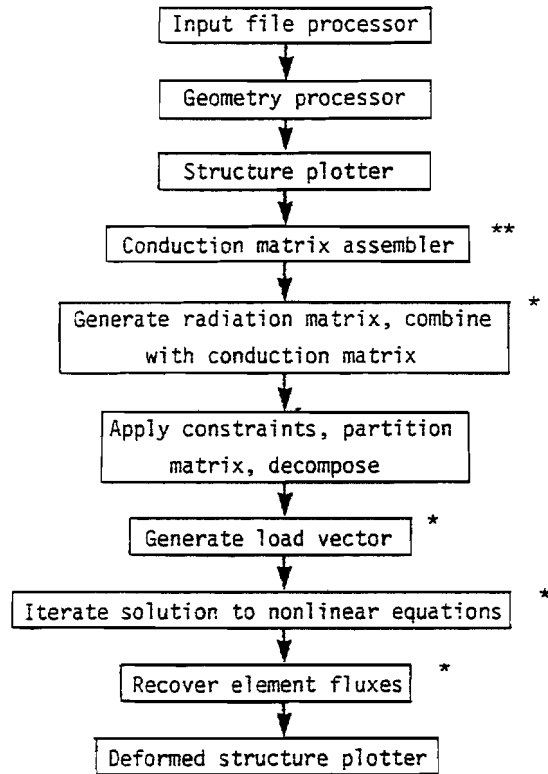 Input file processor
Geometry processor
Structure plotter
Conduction matrix assembler **
Generate radiation matrix, combine *
with conduction matrix
Apply constraints, partition
matrix, decompose
Generate load vector *
Iterate solution to nonlinear equations *
Recover element fluxes *
Deformed structure plotter